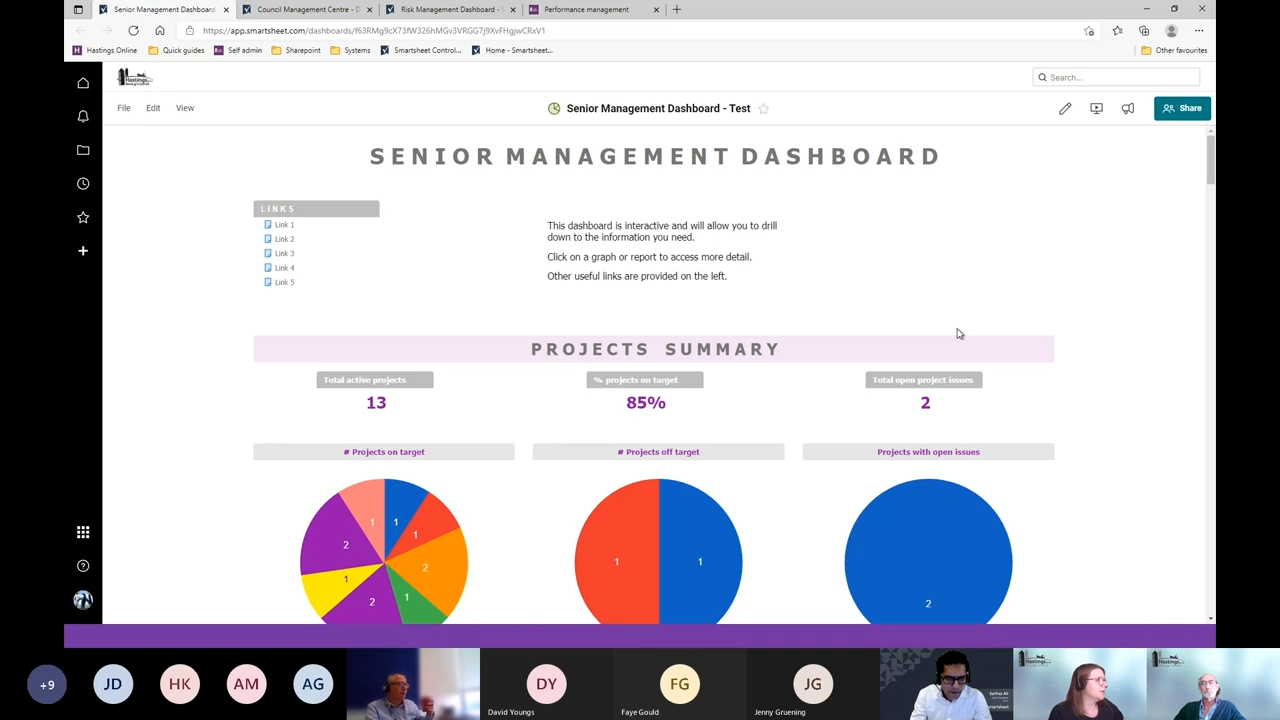 Senior Management Dashboard
Council Management Centre - D
Risk Management Dashboard - S
Performance management
https://app.smartsheet.com/dashboards/f63RMg9cX73fW326hMGv3VRGG7j9XvFHgjwCRxV1
Hastings Online
Quick guides
Self admin
Sharepoint
Systems
Smartsheet Control...
Home - Smartsheet...
Other favourites
Hastings
Search...
File Edit View
Senior Management Dashboard - Test
Share
SENIOR MANAGEMENT DASHBOARD
LINKS
Link 1
Link 2
Link 3
Link 4
Link 5
This dashboard is interactive and will allow you to drill
down to the information you need.
Click on a graph or report to access more detail.
Other useful links are provided on the left.
PROJECTS SUMMARY
Total active projects
13
% projects on target
85%
Total open project issues
2
# Projects on target
# Projects off target
Projects with open issues
1 1 2 1 2 1 2 1
1 1
2
+9
JD
HK
AM
AG
DY
David Youngs
FG
Faye Gould
JG
Jenny Gruening
Sarfraz Ali
smartsheet
Hastings
Hastings